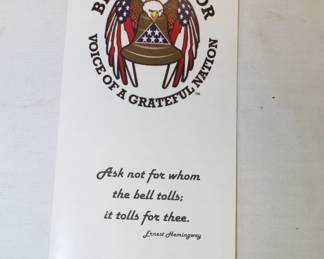 VOICE OF A GRATEFUL NATION
Ask not for whom
the bell tolls;
it tolls for thee.
Ernest Hemingway